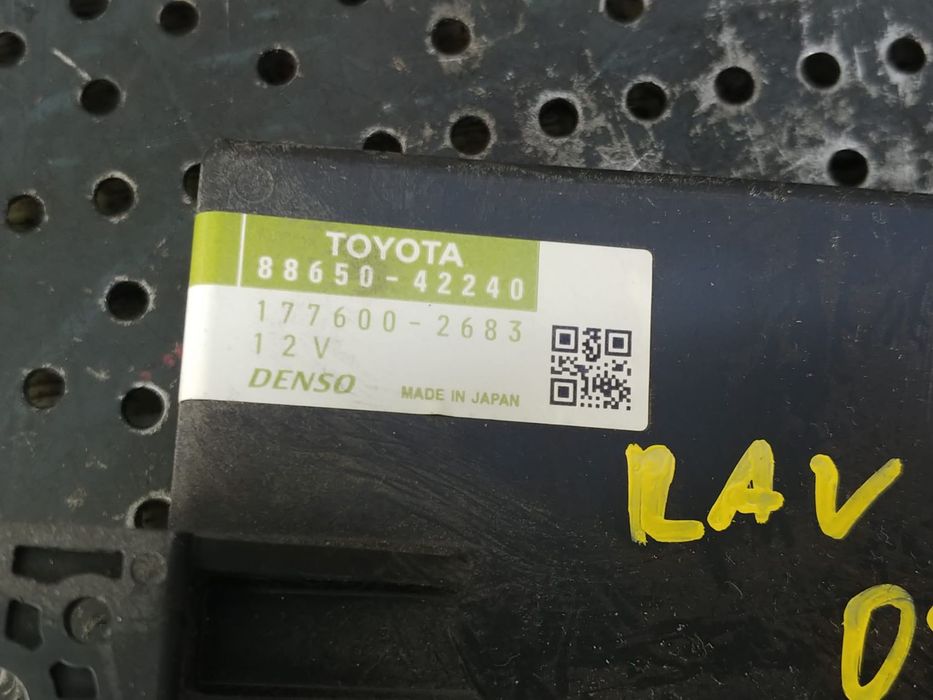 TOYOTA
88650-42240
177600-2683
12V
DENSO
MADE IN JAPAN
RAV